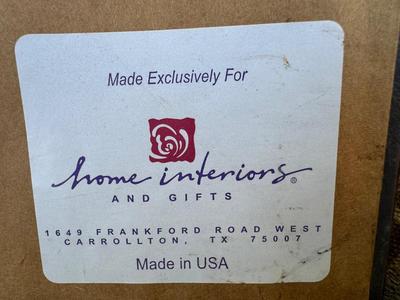 Made Exclusively For
home interiors®
AND GIFTS
1649 FRANKFORD ROAD WEST
CARROLLTON, TX 75007
Made in USA